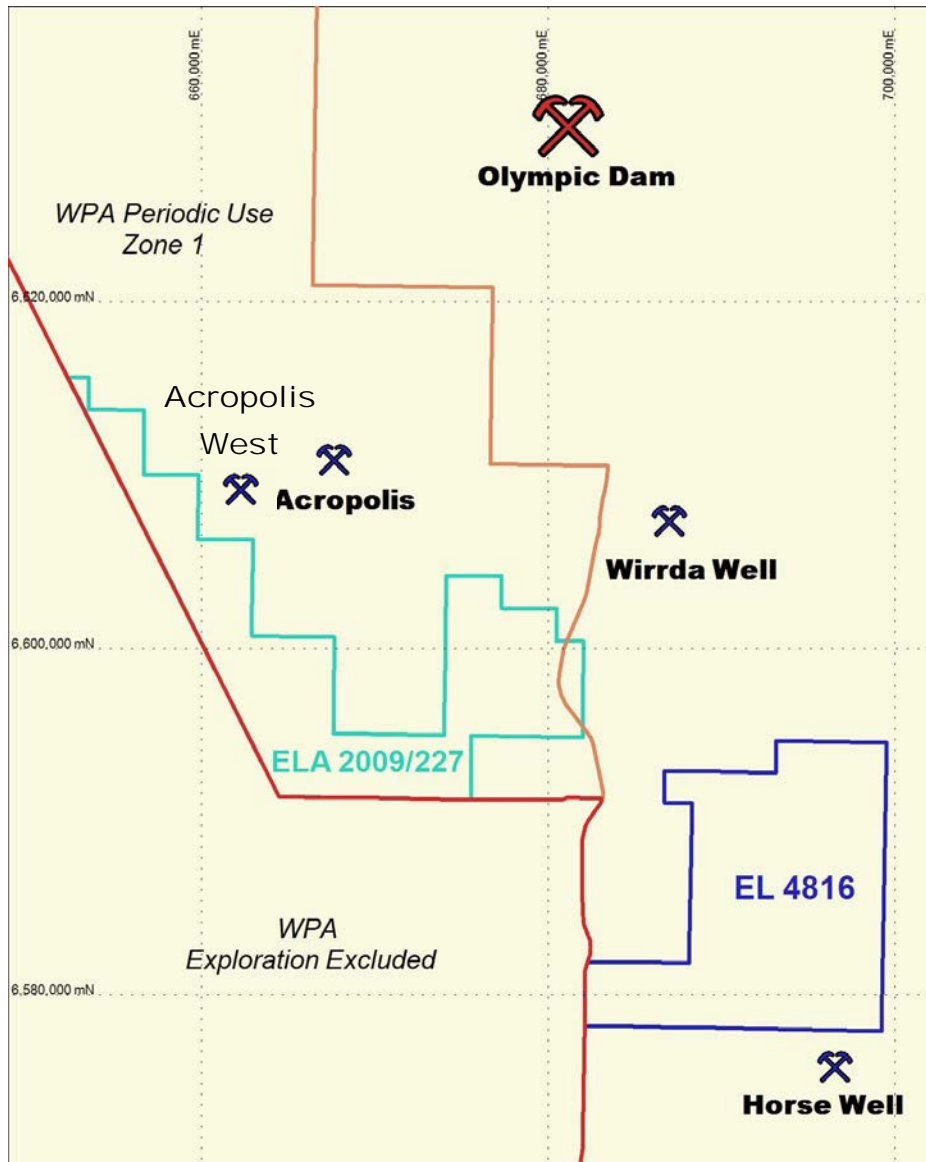 660,000 mE
680,000 mE
700,000 mE
Olympic Dam
WPA Periodic Use
Zone 1
6,620,000 mN
Acropolis
West
Acropolis
Wirrda Well
6,600,000 mN
ELA 2009/227
EL 4816
WPA
Exploration Excluded
6,580,000 mN
Horse Well